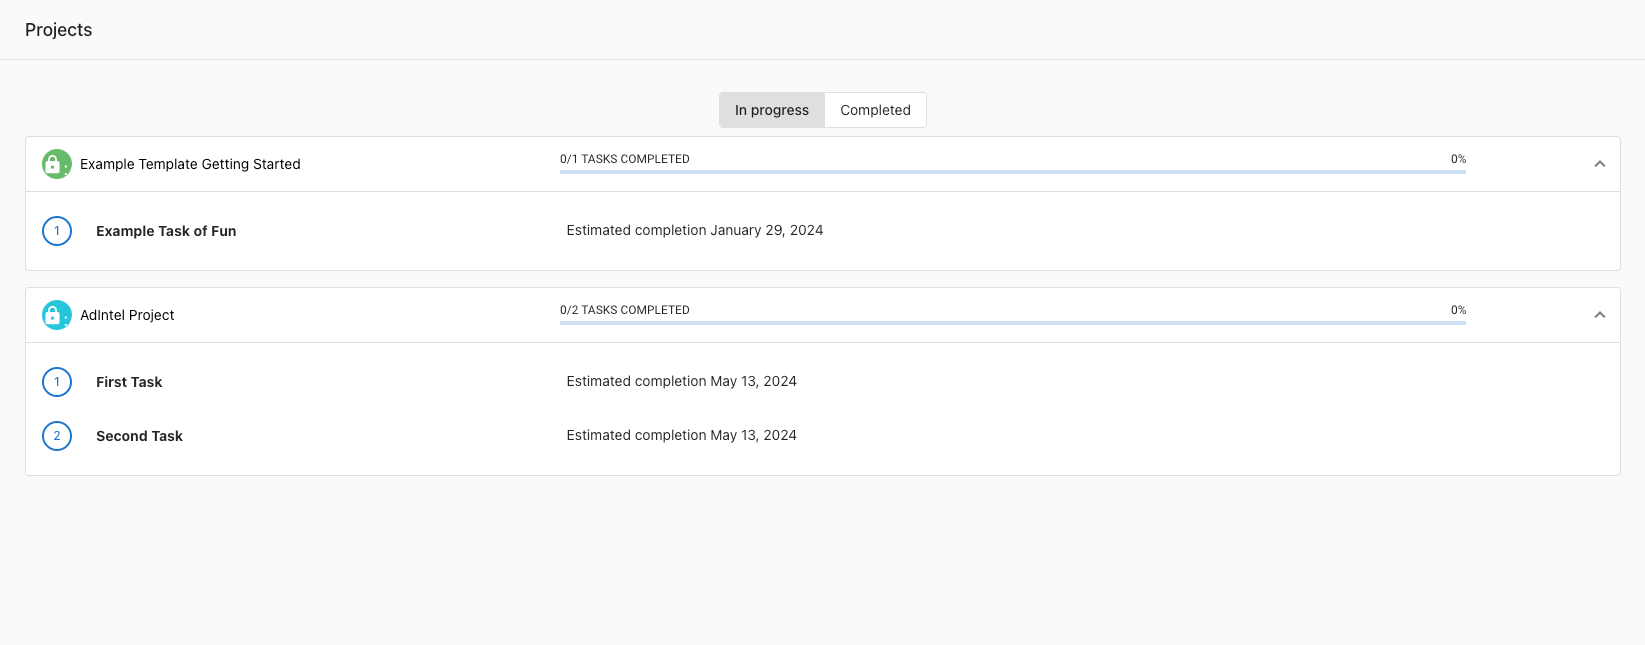 Projects
In progress Completed
Example Template Getting Started 0/1 TASKS COMPLETED 0%
1 Example Task of Fun Estimated completion January 29, 2024
AdIntel Project 0/2 TASKS COMPLETED 0%
1 First Task Estimated completion May 13, 2024
2 Second Task Estimated completion May 13, 2024